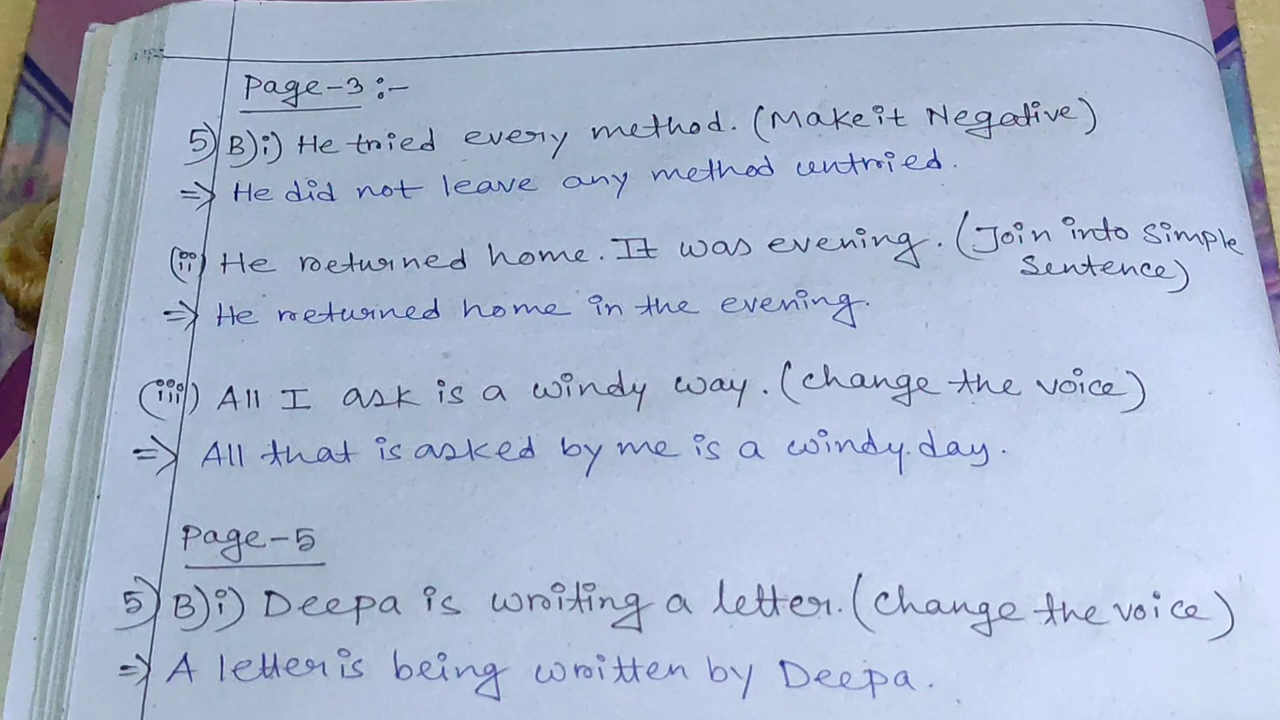 Page-3:-
5) B) i) He tried every method. (Make it Negative)
=> He did not leave any method untried.
(ii) He returned home. It was evening. (Join into Simple
Sentence)
=> He returned home in the evening.
(iii) All I ask is a windy way. (change the voice)
=> All that is asked by me is a windy day.
Page-5
5) B) i) Deepa is writing a letter. (change the voice)
=> A letter is being written by Deepa.